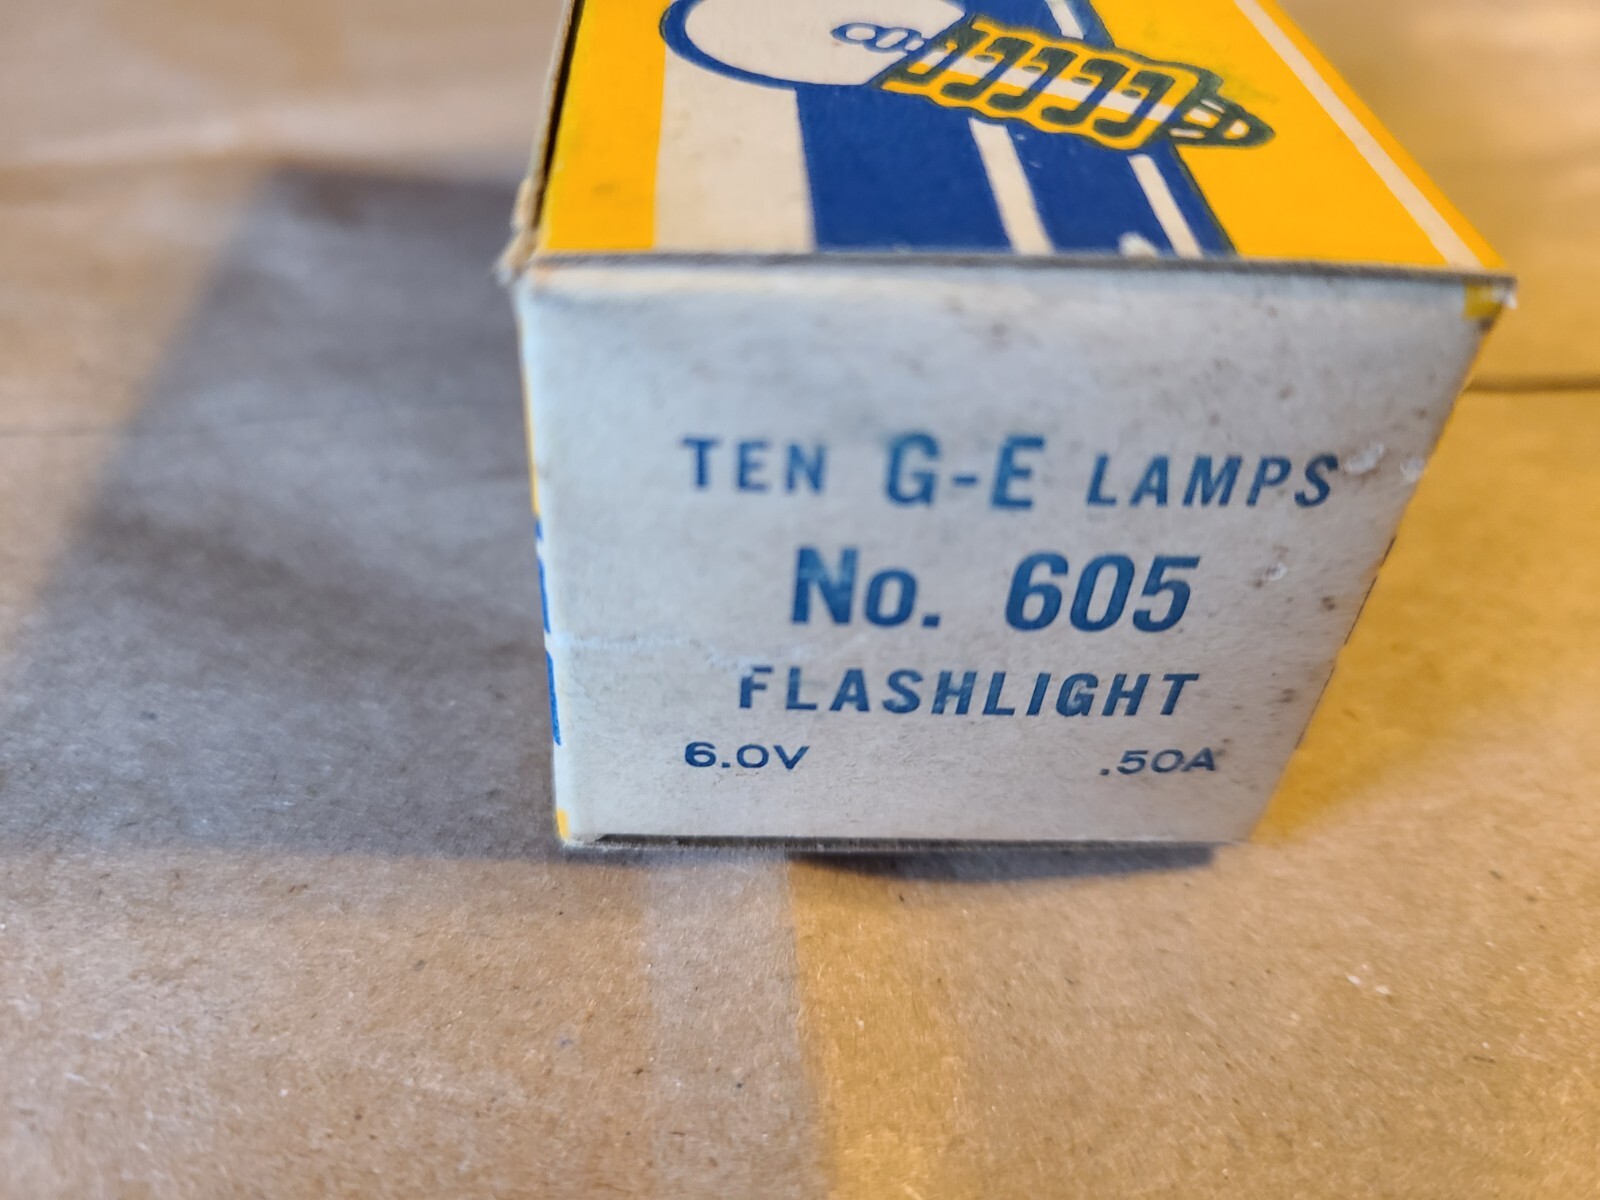 TEN G-E LAMPS
No. 605
FLASHLIGHT
6.0V .50A